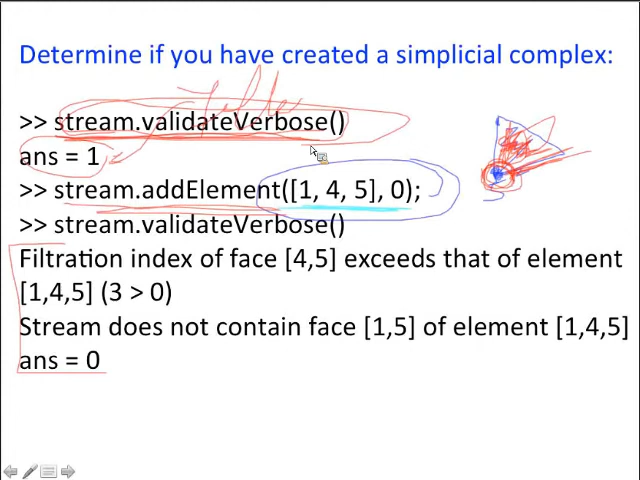 Determine if you have created a simplicial complex:
>> stream.validateVerbose()
ans = 1
>> stream.addElement([1, 4, 5], 0);
>> stream.validateVerbose()
Filtration index of face [4,5] exceeds that of element
[1,4,5] (3 > 0)
Stream does not contain face [1,5] of element [1,4,5]
ans = 0